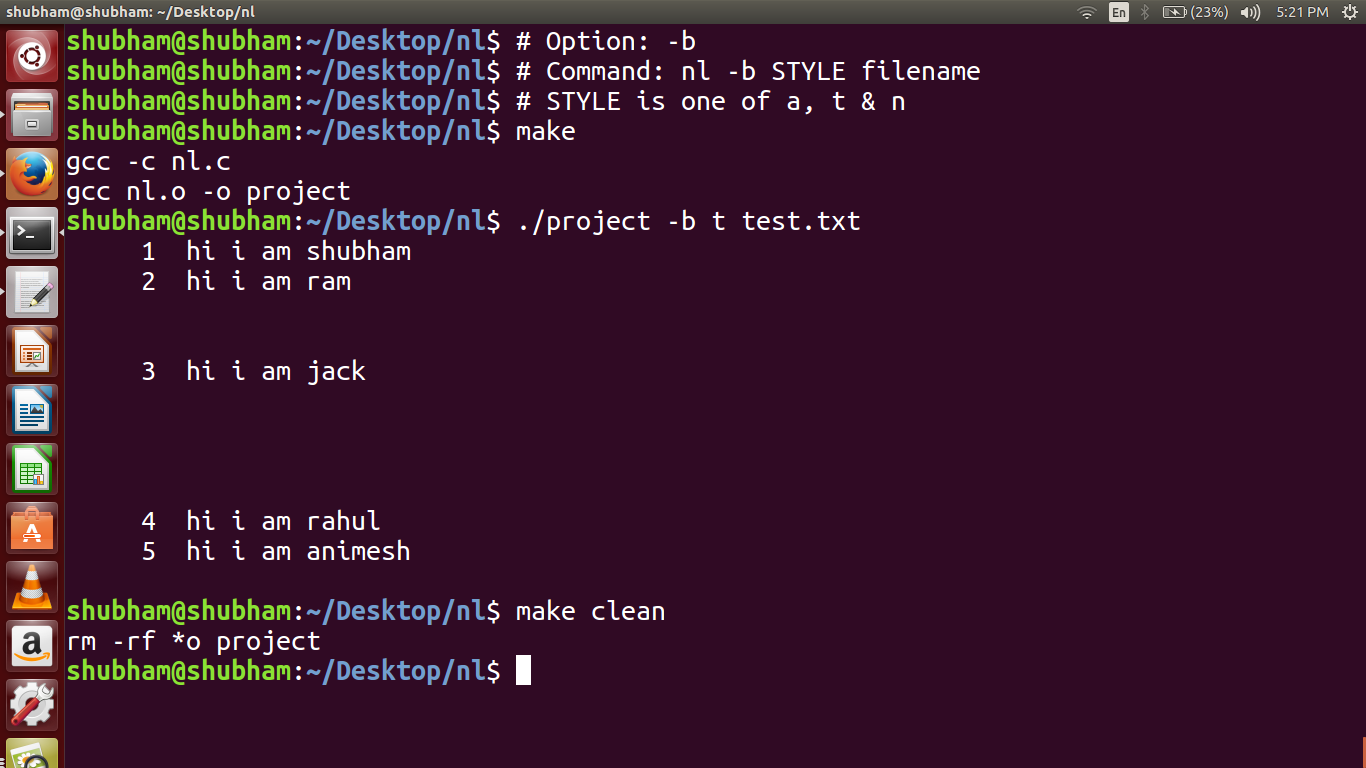 shubham@shubham: ~/Desktop/nl
En
(23%)
5:21 PM
shubham@shubham:~/Desktop/nl$ # Option: -b
shubham@shubham:~/Desktop/nl$ # Command: nl -b STYLE filename
shubham@shubham:~/Desktop/nl$ # STYLE is one of a, t & n
shubham@shubham:~/Desktop/nl$ make
gcc -c nl.c
gcc nl.o -o project
shubham@shubham:~/Desktop/nl$ ./project -b t test.txt
1 hi i am shubham
2 hi i am ram
3 hi i am jack
4 hi i am rahul
5 hi i am animesh
shubham@shubham:~/Desktop/nl$ make clean
rm -rf *o project
shubham@shubham:~/Desktop/nl$